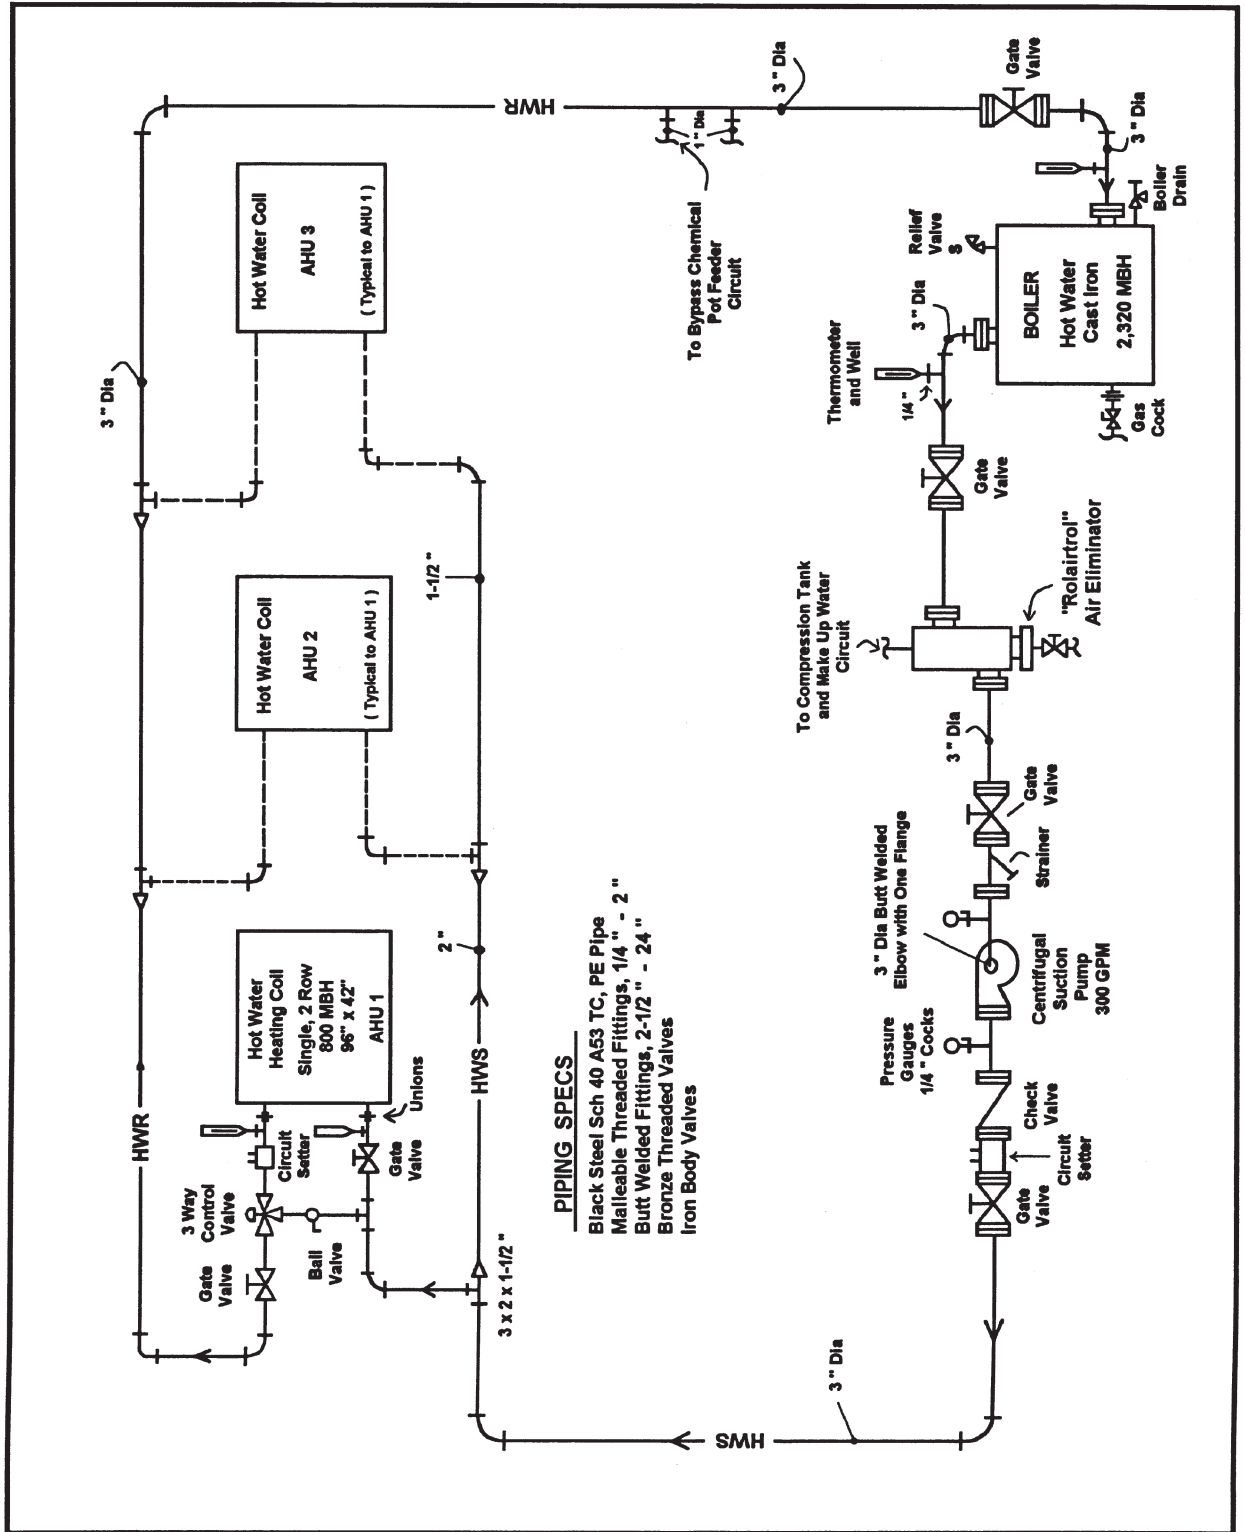 3 " Dia
HWR
Hot Water
Heating Coil
Single, 2 Row
800 MBH
96" x 42"
AHU 1
Hot Water Coil
AHU 2
( Typical to AHU 1 )
Hot Water Coil
AHU 3
( Typical to AHU 1 )
HWR
Gate
Valve
3 Way
Control
Valve
Circuit
Setter
Ball
Valve
Gate
Valve
Unions
3 x 2 x 1-1/2 "
HWS
2 "
1-1/2 "
PIPING SPECS
Black Steel Sch 40 A53 TC, PE Pipe
Malleable Threaded Fittings, 1/4 " - 2 "
Butt Welded Fittings, 2-1/2 " - 24 "
Bronze Threaded Valves
Iron Body Valves
1 " Dia
To Bypass Chemical
Pot Feeder
Circuit
3 " Dia
Gate
Valve
3 " Dia
HWS
3 " Dia
Pressure
Gauges
1/4 " Cocks
3 " Dia Butt Welded
Elbow with One Flange
3 " Dia
To Compression Tank
and Make Up Water
Circuit
Thermometer
and Well
1/4 "
3 " Dia
Relief
Valve
S
Boiler
Drain
BOILER
Hot Water
Cast Iron
2,320 MBH
Gas
Cock
Gate
Valve
"Rolairtrol"
Air Eliminator
Gate
Valve
Strainer
Centrifugal
Suction
Pump
300 GPM
Check
Valve
Circuit
Setter
Gate
Valve